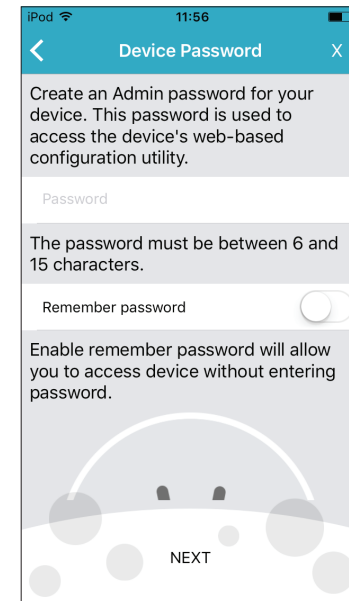 iPod 11:56
Device Password X
Create an Admin password for your
device. This password is used to
access the device's web-based
configuration utility.
Password
The password must be between 6 and
15 characters.
Remember password
Enable remember password will allow
you to access device without entering
password.
NEXT